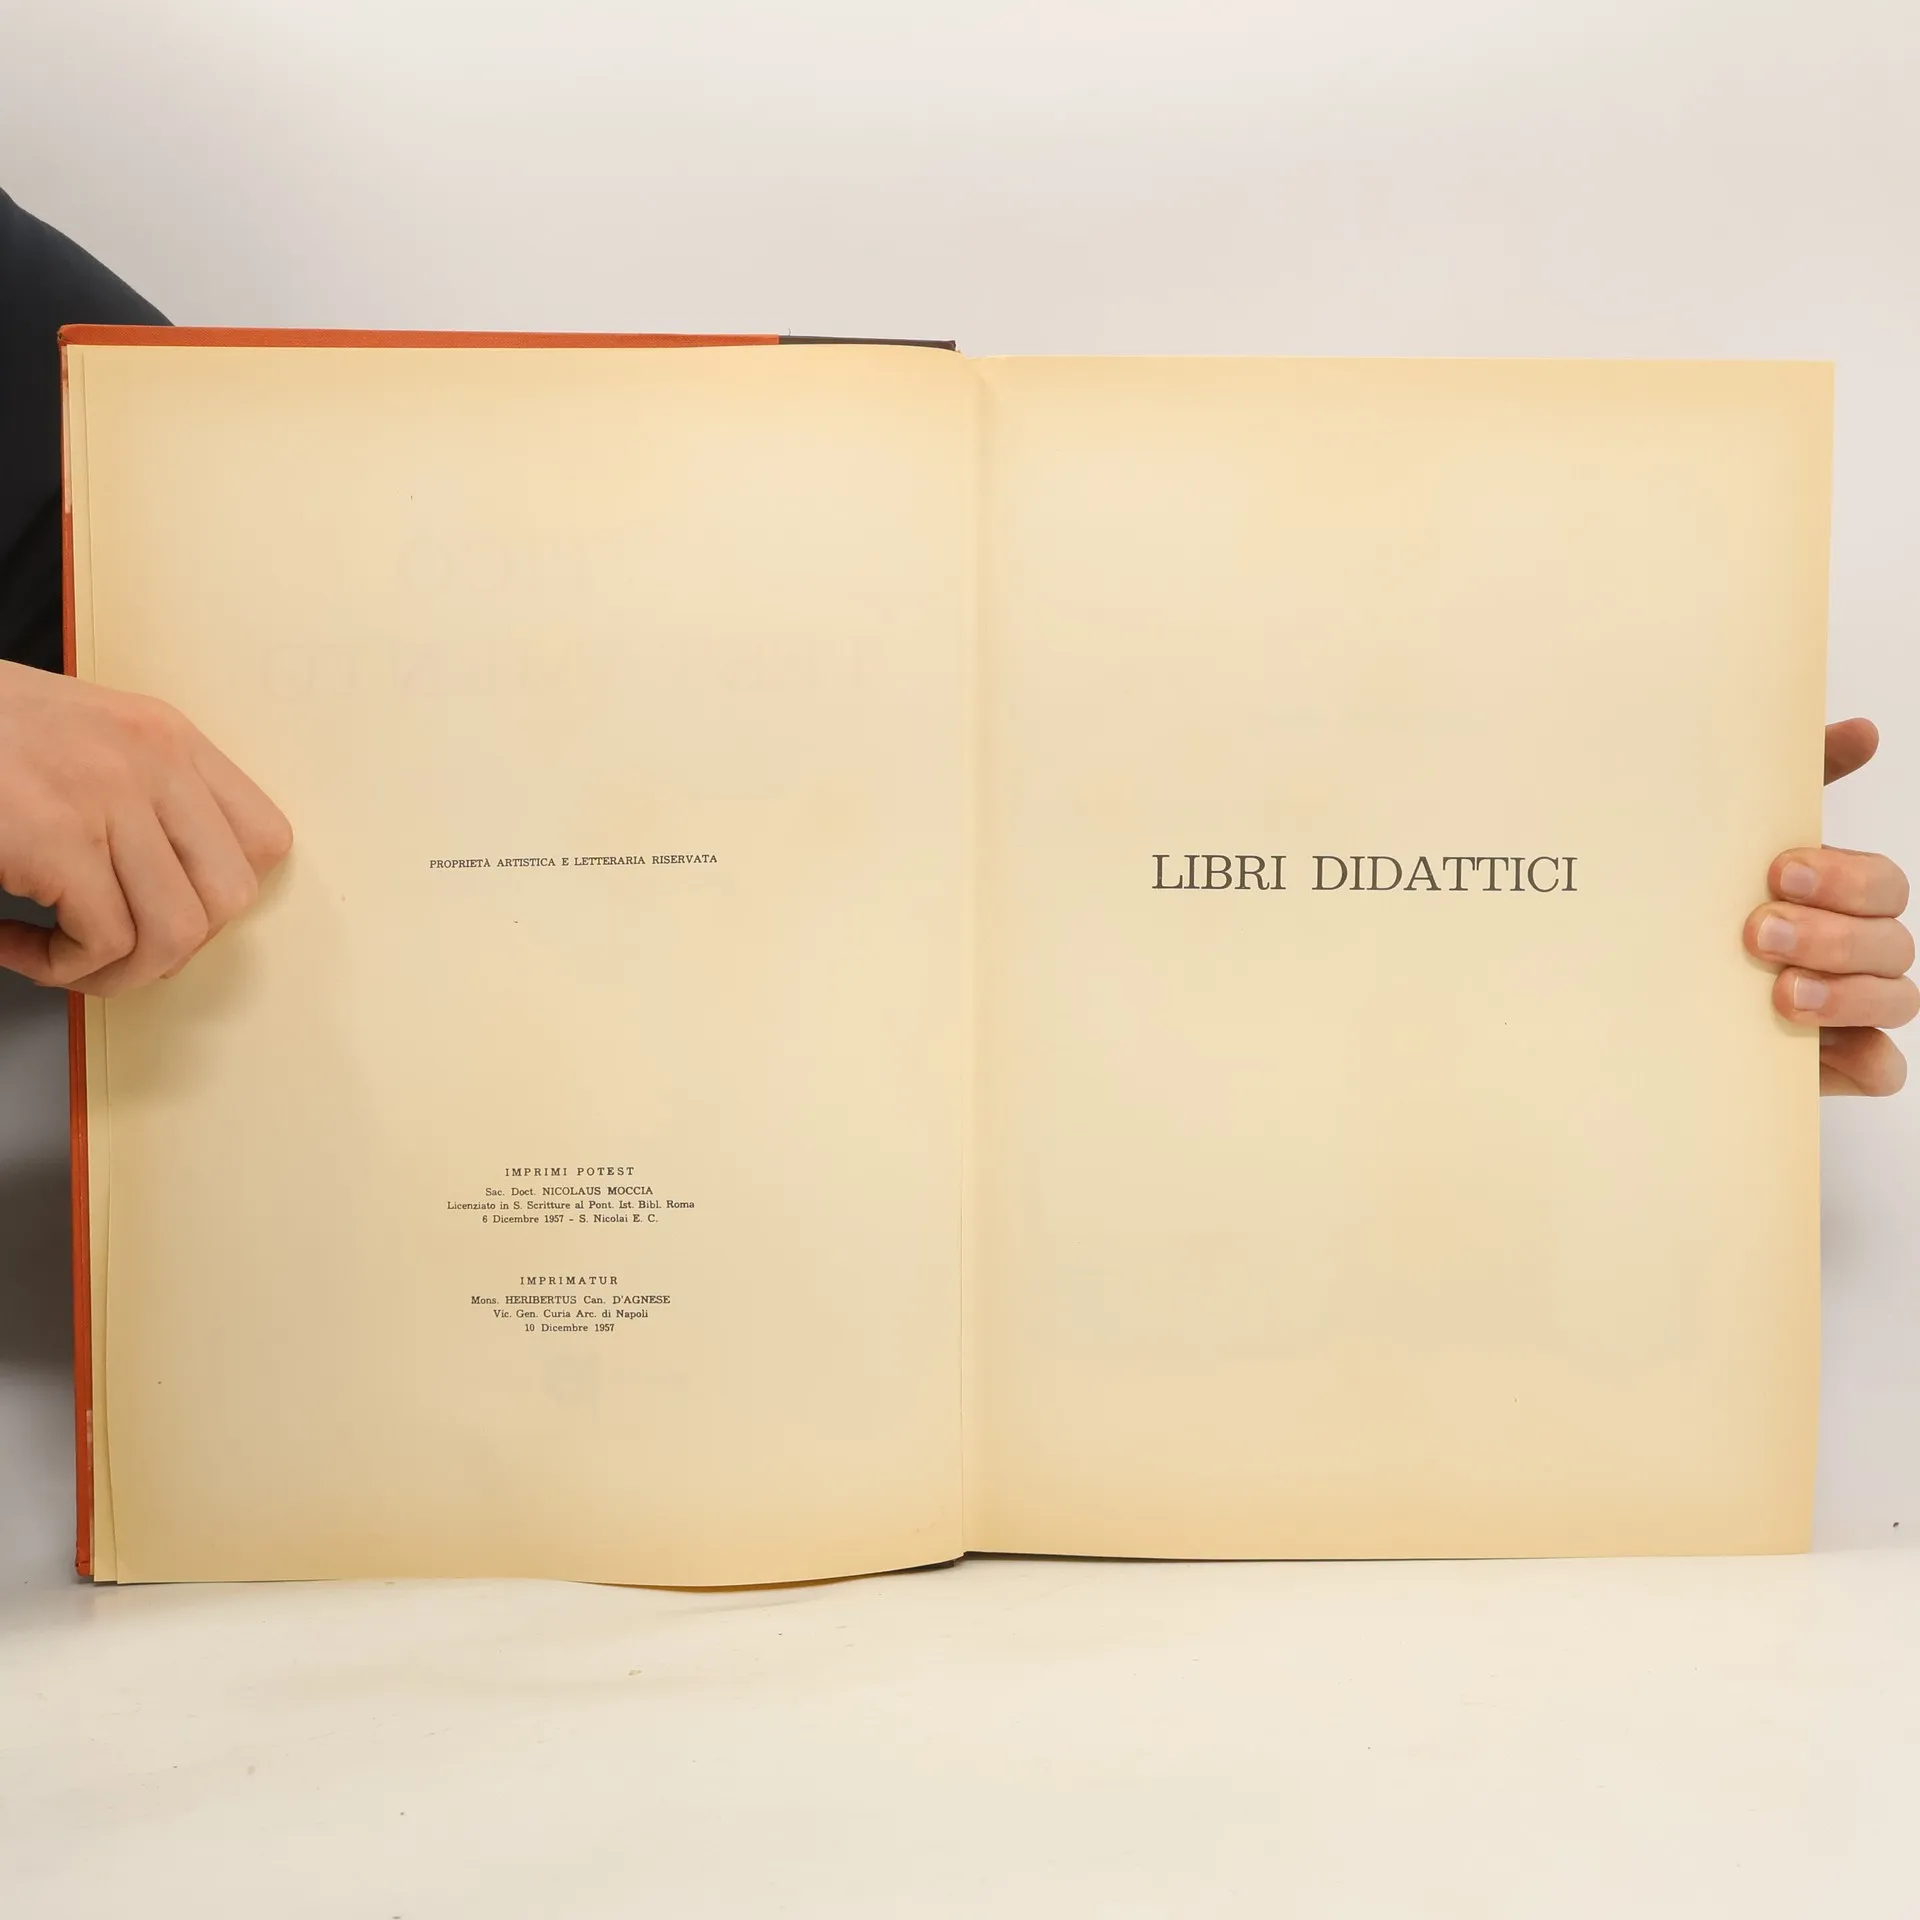 PROPRIETÀ ARTISTICA E LETTERARIA RISERVATA
IMPRIMI POTEST
Sac. Doct. NICOLAUS MOCCIA
Licenziato in S. Scritture al Pont. Ist. Bibl. Roma
6 Dicembre 1957 - S. Nicolai E. C.
IMPRIMATUR
Mons. HERIBERTUS Can. D'AGNESE
Vic. Gen. Curia Arc. di Napoli
10 Dicembre 1957
LIBRI DIDATTICI